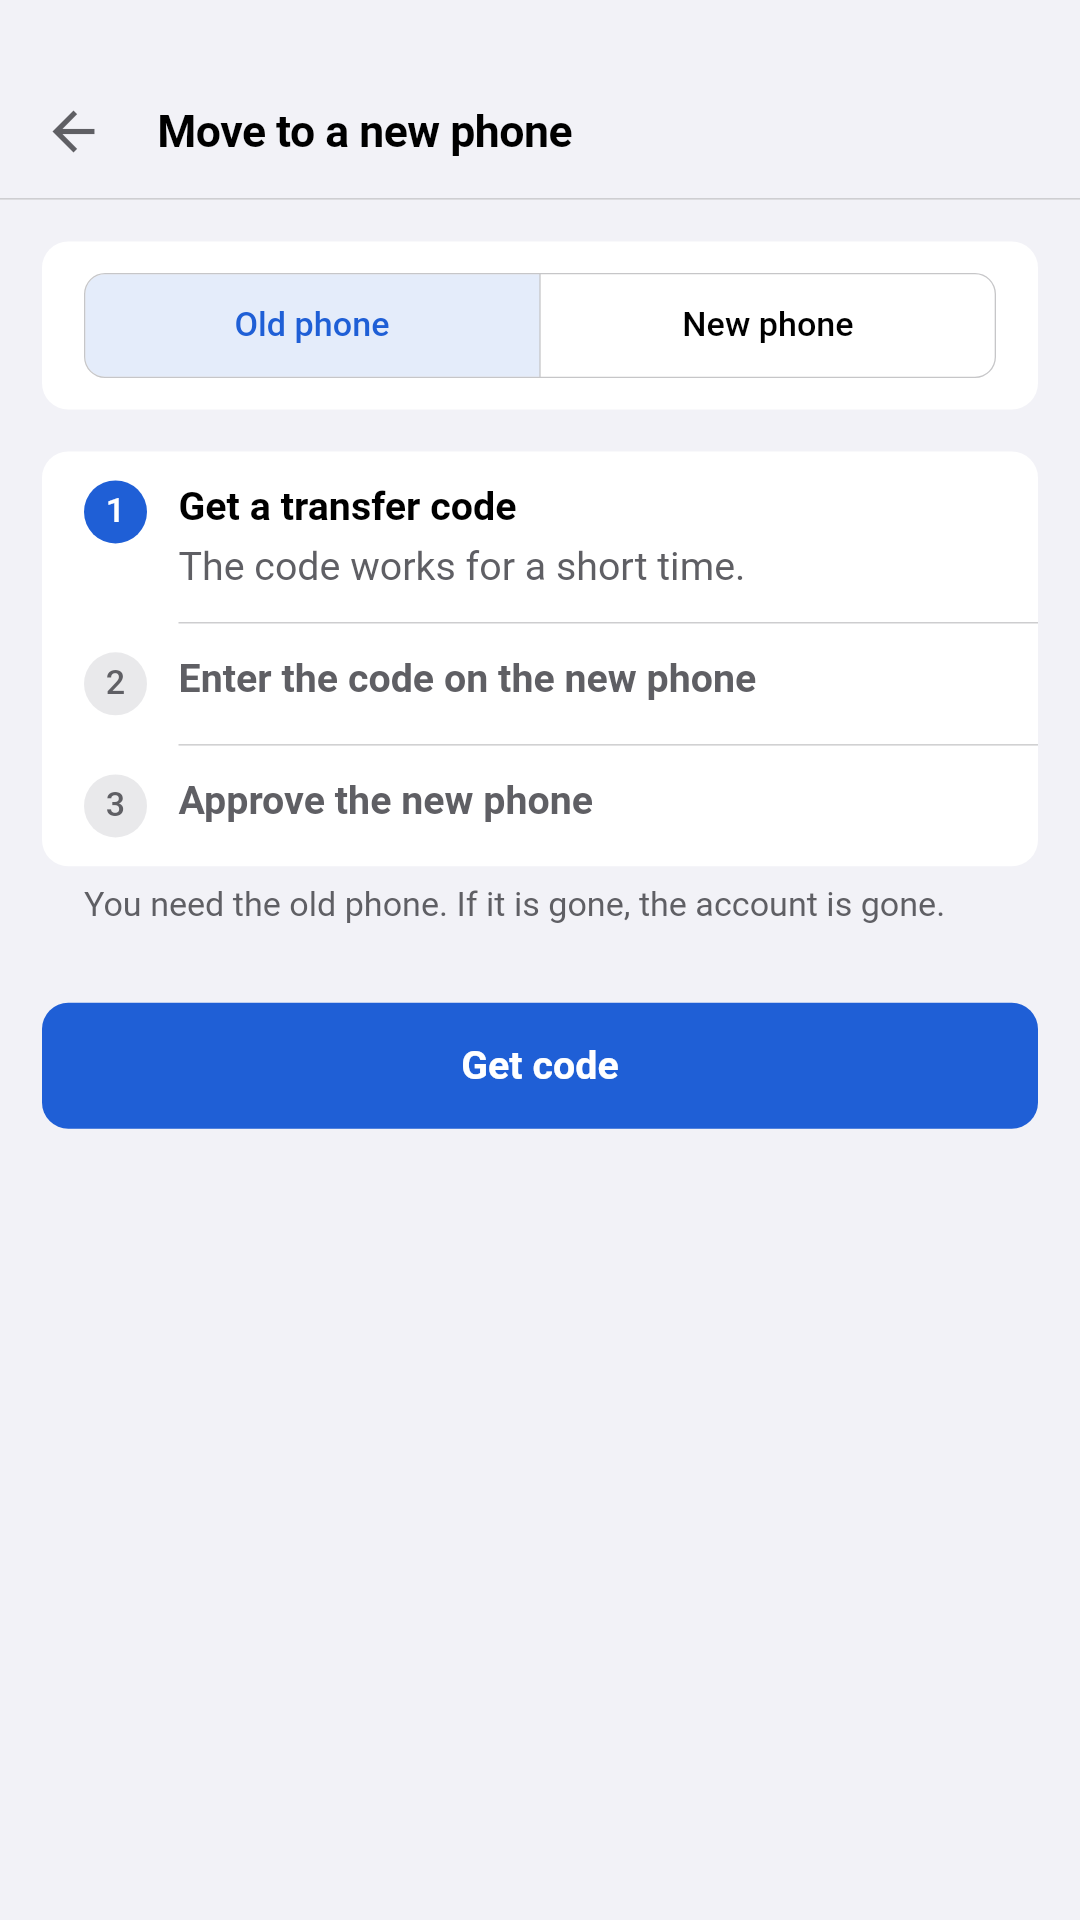 Move to a new phone
Old phone
New phone
1
Get a transfer code
The code works for a short time.
2
Enter the code on the new phone
3
Approve the new phone
You need the old phone. If it is gone, the account is gone.
Get code